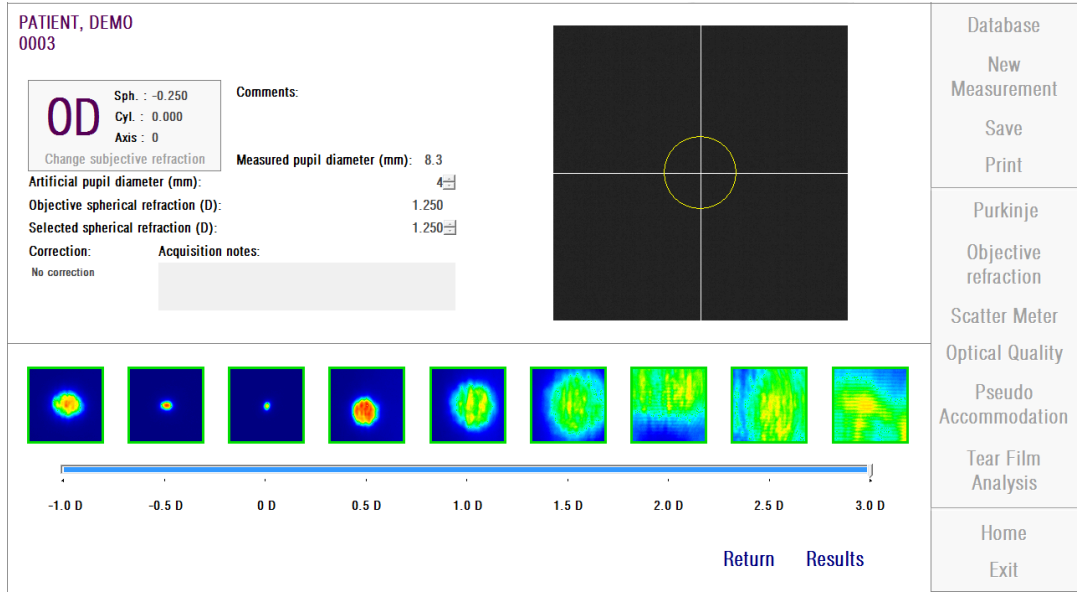 PATIENT, DEMO
0003
OD
Sph. : -0.250
Cyl. : 0.000
Axis : 0
Change subjective refraction
Comments:
Measured pupil diameter (mm): 8.3
Artificial pupil diameter (mm): 4
Objective spherical refraction (D): 1.250
Selected spherical refraction (D): 1.250
Correction: Acquisition notes:
No correction
-1.0 D -0.5 D 0 D 0.5 D 1.0 D 1.5 D 2.0 D 2.5 D 3.0 D
Return Results
Database
New
Measurement
Save
Print
Purkinje
Objective
refraction
Scatter Meter
Optical Quality
Pseudo
Accommodation
Tear Film
Analysis
Home
Exit